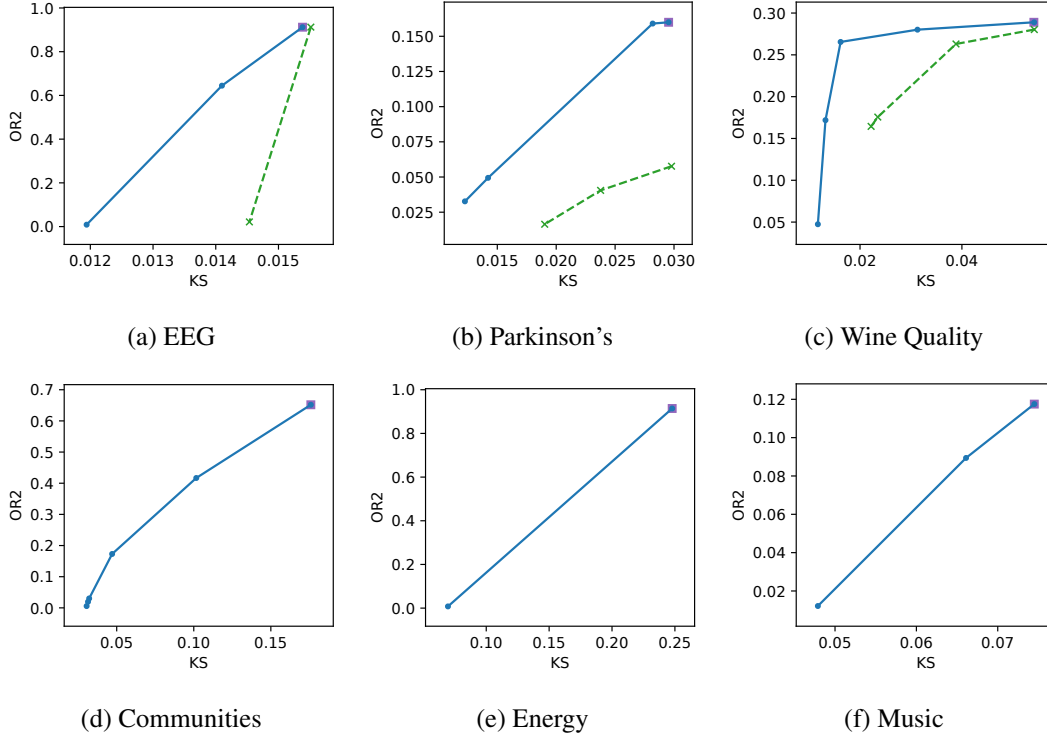 1.0
0.8
0.6
0.4
0.2
0.0
OR2
0.012 0.013 0.014 0.015
KS
(a) EEG
0.150
0.125
0.100
0.075
0.050
0.025
OR2
0.015 0.020 0.025 0.030
KS
(b) Parkinson's
0.30
0.25
0.20
0.15
0.10
0.05
OR2
0.02 0.04
KS
(c) Wine Quality
0.7
0.6
0.5
0.4
0.3
0.2
0.1
0.0
OR2
0.05 0.10 0.15
KS
(d) Communities
1.0
0.8
0.6
0.4
0.2
0.0
OR2
0.10 0.15 0.20 0.25
KS
(e) Energy
0.12
0.10
0.08
0.06
0.04
0.02
OR2
0.05 0.06 0.07
KS
(f) Music